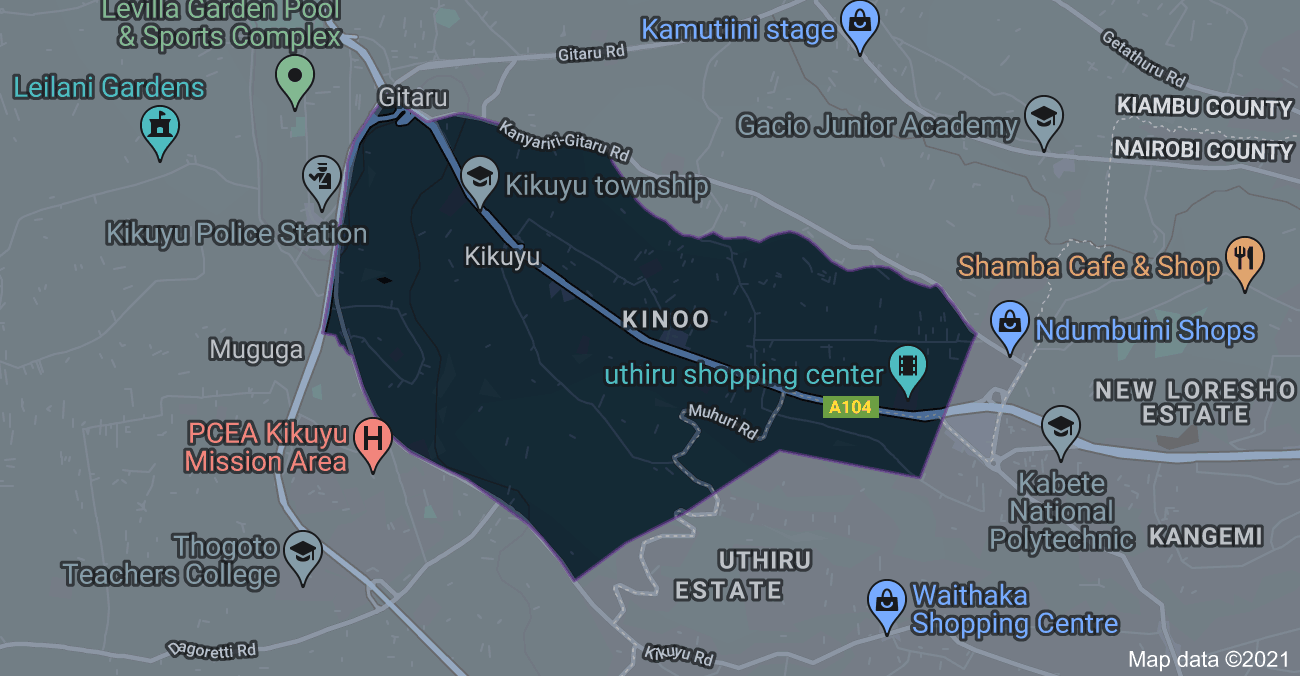 Levilla Garden Pool
& Sports Complex
Kamutiini stage
Gitaru Rd
Getathuru Rd
Leilani Gardens
Gitaru
KIAMBU COUNTY
Gacio Junior Academy
Kanyariri-Gitaru Rd
NAIROBI COUNTY
Kikuyu township
Kikuyu Police Station
Kikuyu
Shamba Cafe & Shop
KINOO
Ndumbuini Shops
Muguga
uthiru shopping center
NEW LORESHO
ESTATE
A104
Muhuri Rd
PCEA Kikuyu
Mission Area
Kabete
National
Polytechnic
KANGEMI
Thogoto
Teachers College
UTHIRU
ESTATE
Waithaka
Shopping Centre
Dagoretti Rd
Kikuyu Rd
Map data ©2021